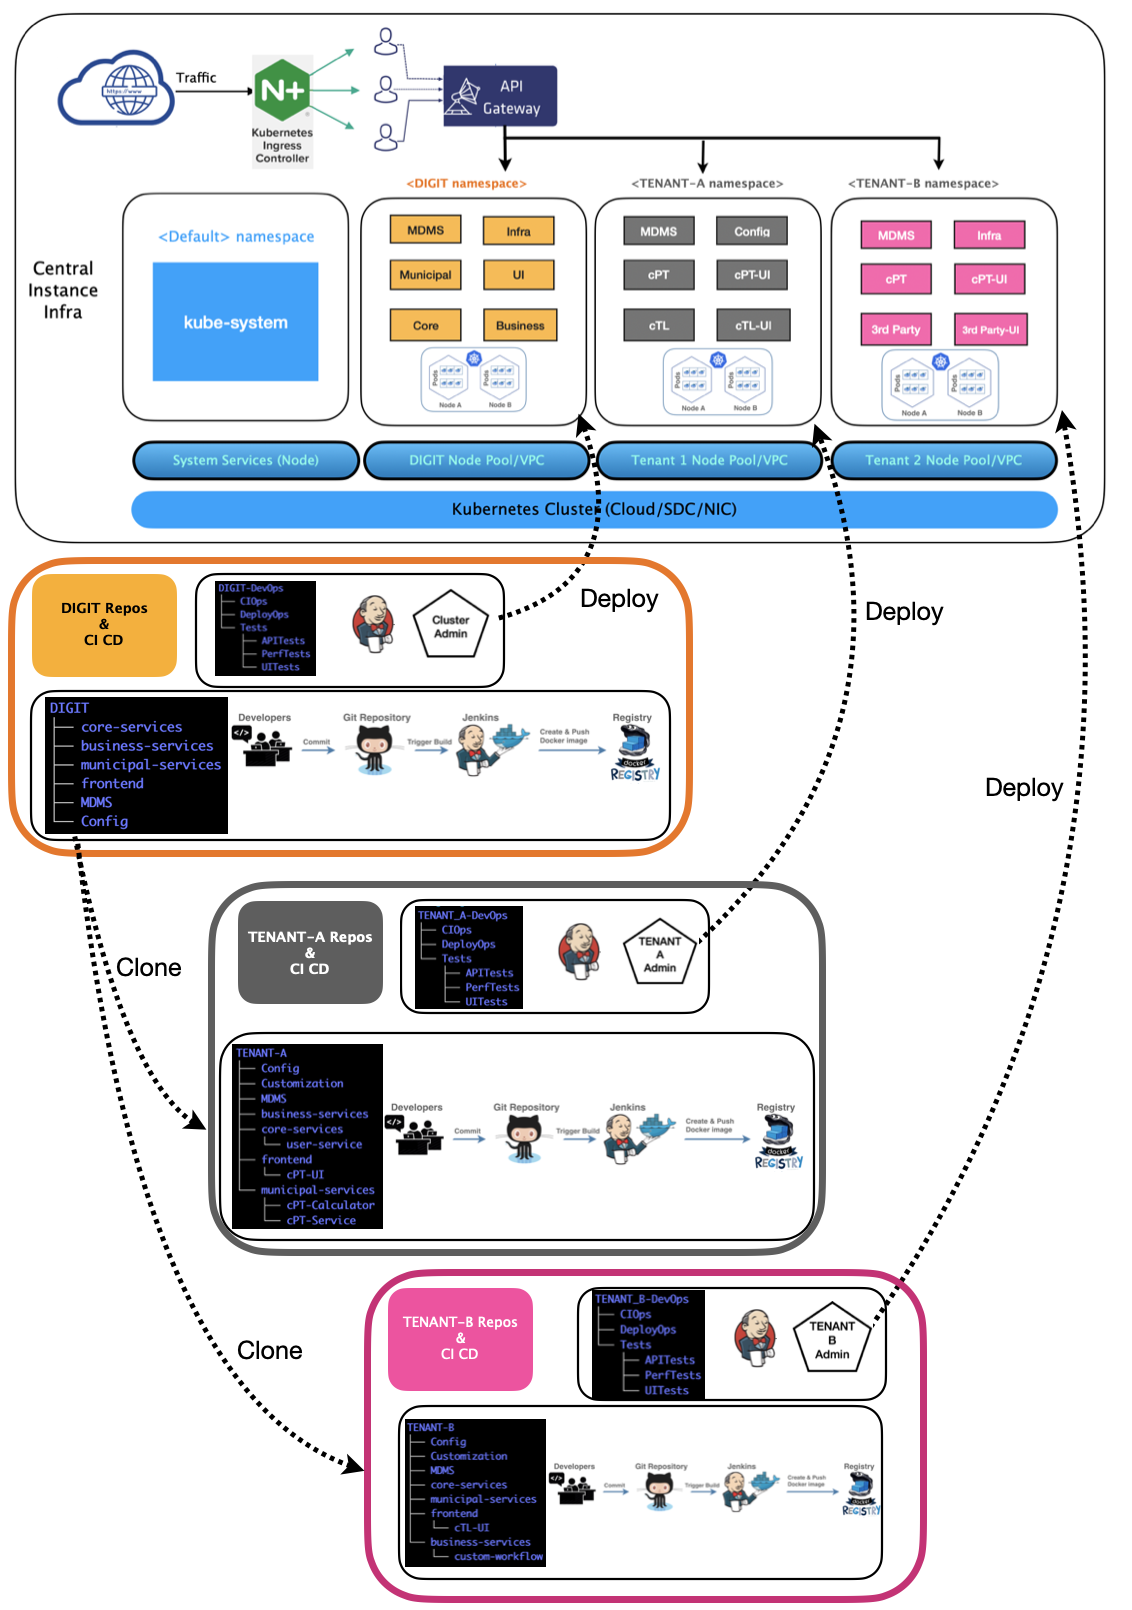 https://www
Traffic
N+
Kubernetes
Ingress
Controller
API
Gateway
<DIGIT namespace>
<TENANT-A namespace>
<TENANT-B namespace>
Central
Instance
Infra
<Default> namespace
kube-system
MDMS
Infra
Municipal
UI
Core
Business
Pods
Node A
Node B
MDMS
Config
cPT
cPT-UI
cTL
cTL-UI
Pods
Node A
Node B
MDMS
Infra
cPT
cPT-UI
3rd Party
3rd Party-UI
Pods
Node A
Node B
System Services (Node)
DIGIT Node Pool/VPC
Tenant 1 Node Pool/VPC
Tenant 2 Node Pool/VPC
Kubernetes Cluster (Cloud/SDC/NIC)
DIGIT Repos
&
CI CD
DIGIT-DevOps
CIOps
DeployOps
Tests
APITests
PerfTests
UITests
Cluster
Admin
Deploy
Deploy
Deploy
DIGIT
core-services
business-services
municipal-services
frontend
MDMS
Config
Developers
</>
Commit
Git Repository
Trigger Build
Jenkins
Create & Push
Docker image
Registry
docker
REGISTRY
Clone
TENANT-A Repos
&
CI CD
TENANT_A-DevOps
CIOps
DeployOps
Tests
APITests
PerfTests
UITests
TENANT
A
Admin
TENANT-A
Config
Customization
MDMS
business-services
core-services
user-service
frontend
cPT-UI
municipal-services
cPT-Calculator
cPT-Service
Developers
</>
Commit
Git Repository
Trigger Build
Jenkins
Create & Push
Docker image
Registry
docker
REGISTRY
Clone
TENANT-B Repos
&
CI CD
TENANT_B-DevOps
CIOps
DeployOps
Tests
APITests
PerfTests
UITests
TENANT
B
Admin
TENANT-B
Config
Customization
MDMS
core-services
municipal-services
frontend
cTL-UI
business-services
custom-workflow
Developers
</>
Commit
Git Repository
Trigger Build
Jenkins
Create & Push
Docker image
Registry
docker
REGISTRY